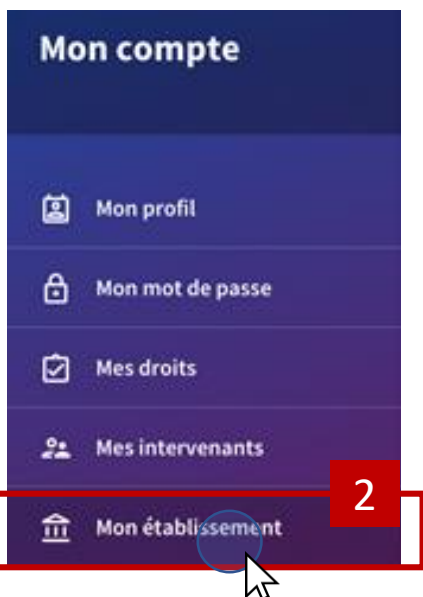 Mon compte
Mon profil
Mon mot de passe
Mes droits
Mes intervenants
2
Mon établissement